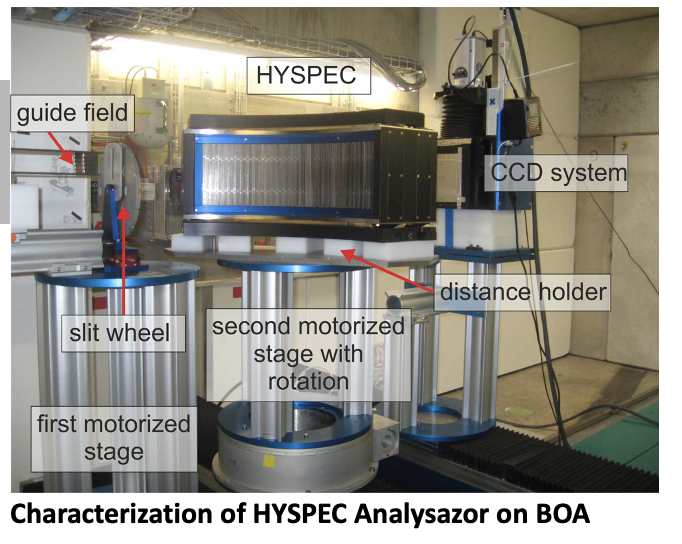 HYSPEC
guide field
CCD system
distance holder
slit wheel
second motorized
stage with
rotation
first motorized
stage
Characterization of HYSPEC Analysazor on BOA